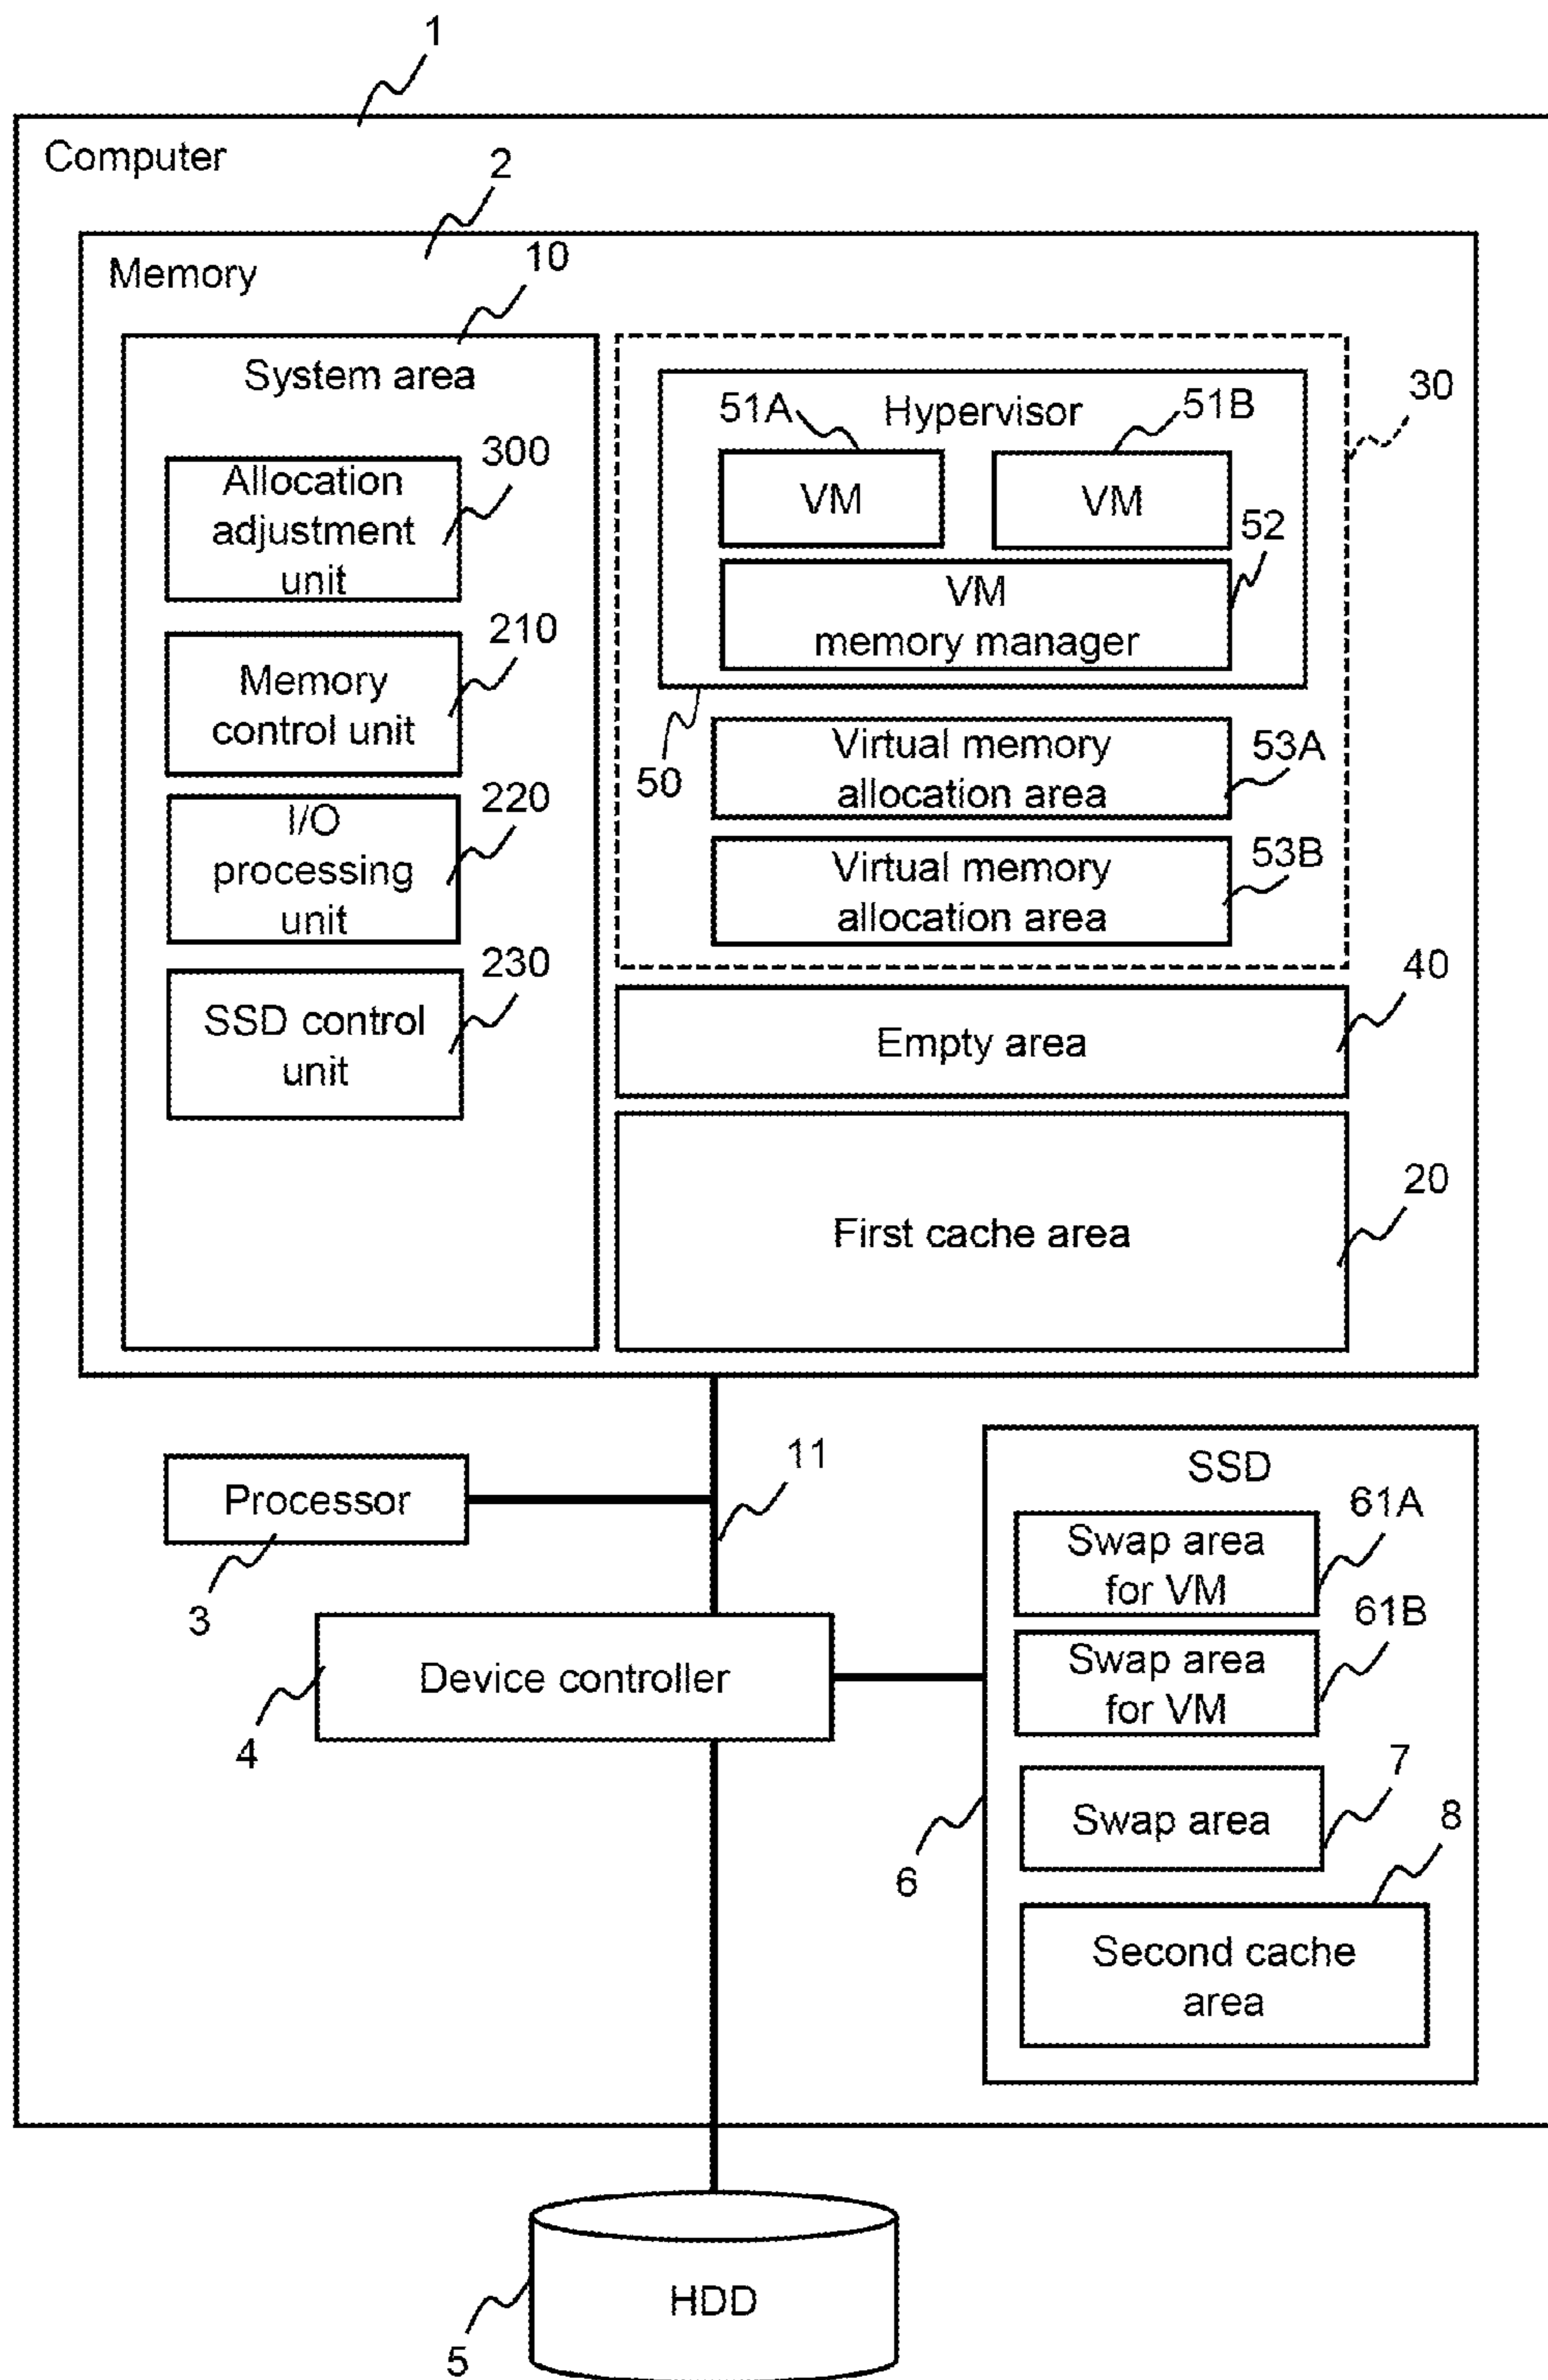 1
Computer
2
Memory
10
System area
300
Allocation
adjustment
unit
210
Memory
control unit
220
I/O
processing
unit
230
SSD control
unit
30
51A
Hypervisor
51B
VM
VM
52
VM
memory manager
50
Virtual memory
allocation area
53A
Virtual memory
allocation area
53B
40
Empty area
20
First cache area
11
Processor
3
Device controller
4
SSD
61A
Swap area
for VM
61B
Swap area
for VM
7
Swap area
8
6
Second cache
area
HDD
5